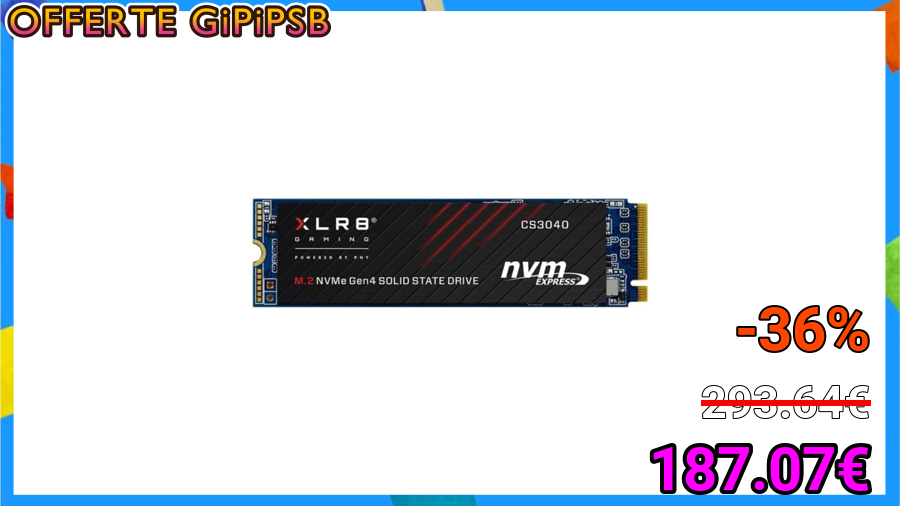 OFFERTE GiPiPSB
XLR8®
GAMING
POWERED BY PNY
CS3040
M.2 NVMe Gen4 SOLID STATE DRIVE
nvm
EXPRESS®
-36%
293.64€
187.07€